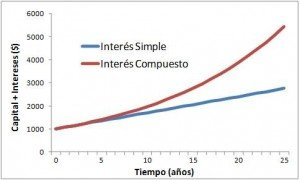 Capital + Intereses ($)
6000
5000
4000
3000
2000
1000
0
Interés Simple
Interés Compuesto
0 5 10 15 20 25
Tiempo (años)